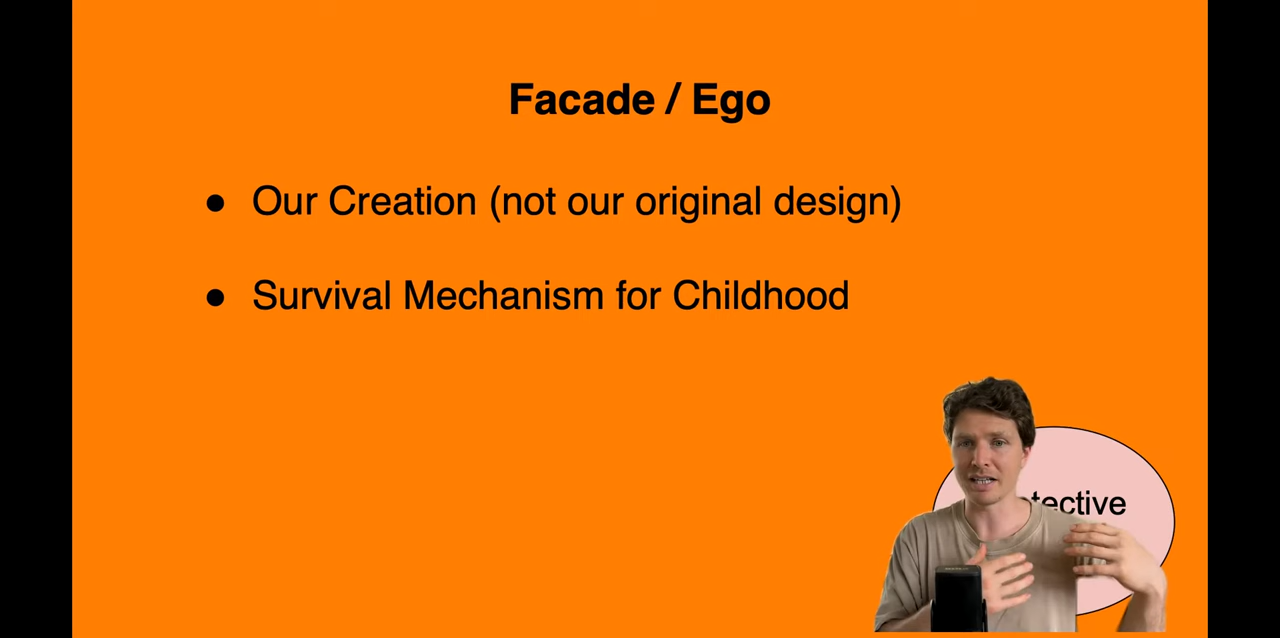 Facade / Ego
● Our Creation (not our original design)
● Survival Mechanism for Childhood